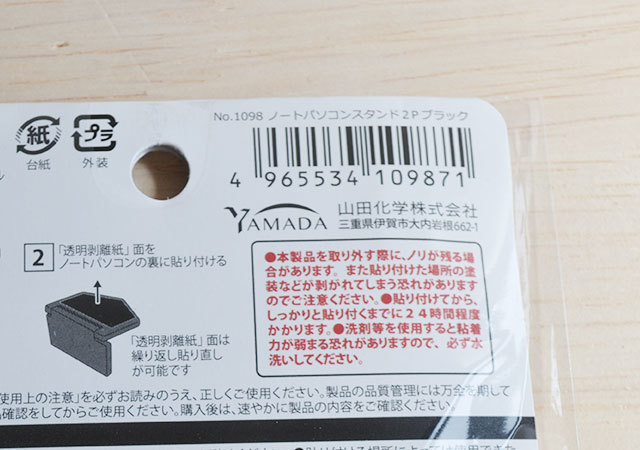 No.1098 ノートパソコンスタンド2P ブラック
紙
台紙
プラ
外装
4 965534 109871
YAMADA 山田化学株式会社
三重県伊賀市大内岩根662-1
2 「透明剥離紙」面を
ノートパソコンの裏に貼り付ける
「透明剥離紙」面は
繰り返し貼り直し
が可能です
●本製品を取り外す際に、ノリが残る場
合があります。また貼り付けた場所の塗
装などが剥がれてしまう恐れがあります
のでご注意ください。●貼り付けてから、
しっかりと貼り付くまでに24時間程度
かかります。●洗剤等を使用すると粘着
力が弱まる恐れがありますので、必ず水
洗いしてください。
使用上の注意」を必ずお読みのうえ、正しくご使用ください。製品の品質管理には万全を期して
品確認をしてからご使用ください。購入後は、速やかに製品の内容をご確認ください。